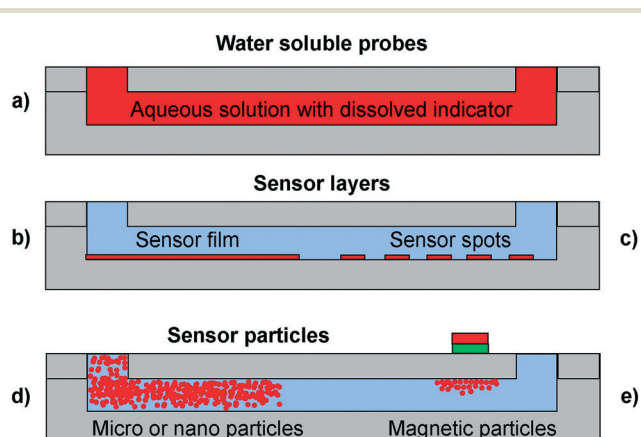 Water soluble probes
a)
Aqueous solution with dissolved indicator
Sensor layers
b)
Sensor film
Sensor spots
c)
Sensor particles
d)
e)
Micro or nano particles
Magnetic particles